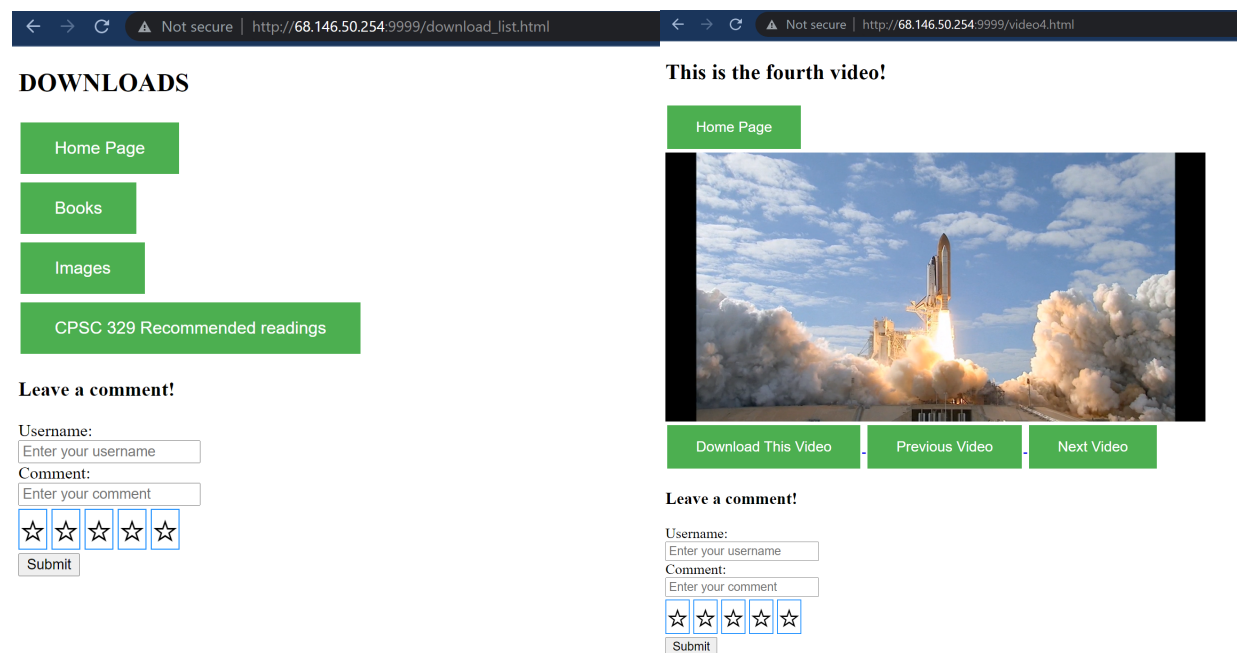 Not secure | http://68.146.50.254:9999/download_list.html
DOWNLOADS
Home Page
Books
Images
CPSC 329 Recommended readings
Leave a comment!
Username:
Enter your username
Comment:
Enter your comment
Submit
Not secure | http://68.146.50.254:9999/video4.html
This is the fourth video!
Home Page
Download This Video - Previous Video - Next Video
Leave a comment!
Username:
Enter your username
Comment:
Enter your comment
Submit